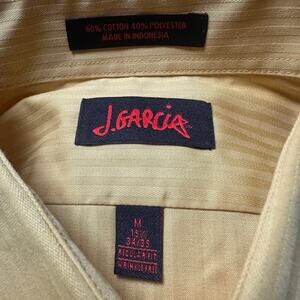 60% COTTON 40% POLYESTER
MADE IN INDONESIA
J.GARCIA
M
15½
34/35
REGULAR FIT
WRINKLE FREE